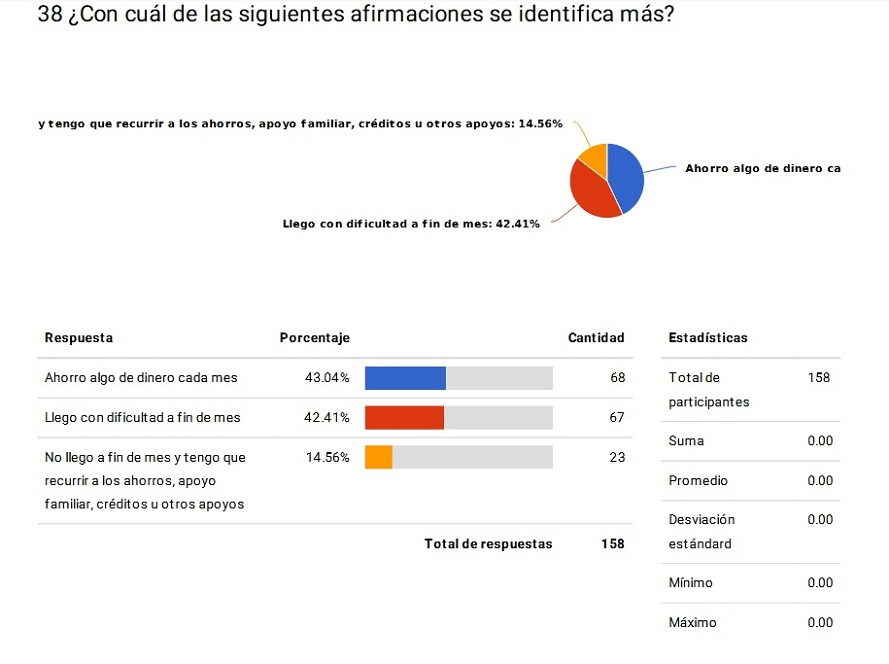 38 ¿Con cuál de las siguientes afirmaciones se identifica más?
y tengo que recurrir a los ahorros, apoyo familiar, créditos u otros apoyos: 14.56%
Ahorro algo de dinero ca
Llego con dificultad a fin de mes: 42.41%
Respuesta Porcentaje Cantidad
Ahorro algo de dinero cada mes 43.04% 68
Llego con dificultad a fin de mes 42.41% 67
No llego a fin de mes y tengo que 14.56% 23
recurrir a los ahorros, apoyo
familiar, créditos u otros apoyos
Total de respuestas 158
Estadísticas
Total de 158
participantes
Suma 0.00
Promedio 0.00
Desviación 0.00
estándard
Mínimo 0.00
Máximo 0.00